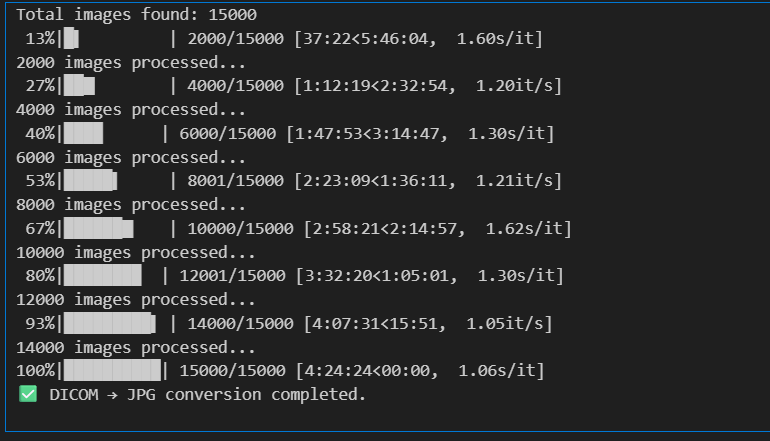 Total images found: 15000
13%|█▋        | 2000/15000 [37:22<5:46:04,  1.60s/it]
2000 images processed...
27%|██▋       | 4000/15000 [1:12:19<2:32:54,  1.20it/s]
4000 images processed...
40%|████      | 6000/15000 [1:47:53<3:14:47,  1.30s/it]
6000 images processed...
53%|█████▎    | 8001/15000 [2:23:09<1:36:11,  1.21it/s]
8000 images processed...
67%|██████▋   | 10000/15000 [2:58:21<2:14:57,  1.62s/it]
10000 images processed...
80%|████████  | 12001/15000 [3:32:20<1:05:01,  1.30s/it]
12000 images processed...
93%|█████████▎| 14000/15000 [4:07:31<15:51,  1.05it/s]
14000 images processed...
100%|██████████| 15000/15000 [4:24:24<00:00,  1.06s/it]
✅ DICOM → JPG conversion completed.